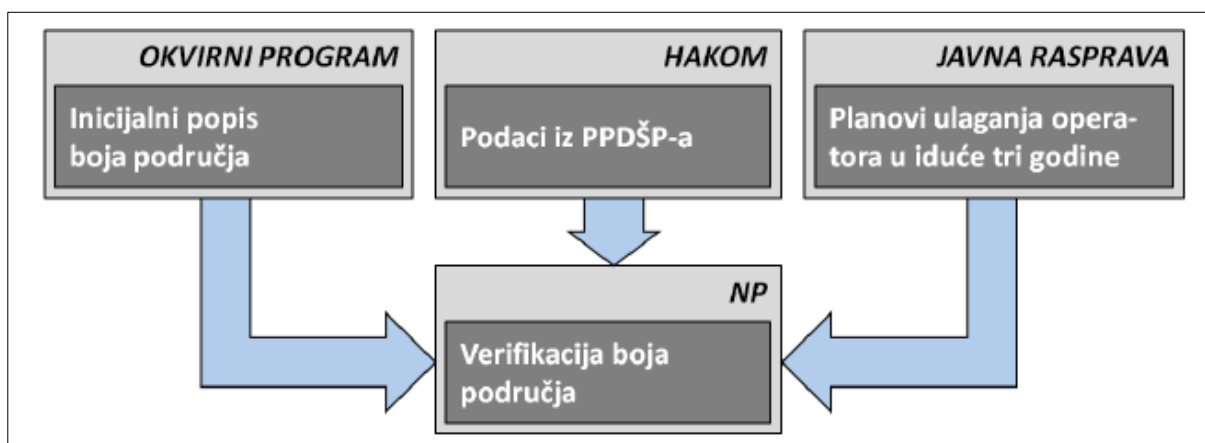 OKVIRNI PROGRAM
Inicijalni popis
boja područja
HAKOM
Podaci iz PPDŠP-a
JAVNA RASPRAVA
Planovi ulaganja opera-
tora u iduće tri godine
NP
Verifikacija boja
područja